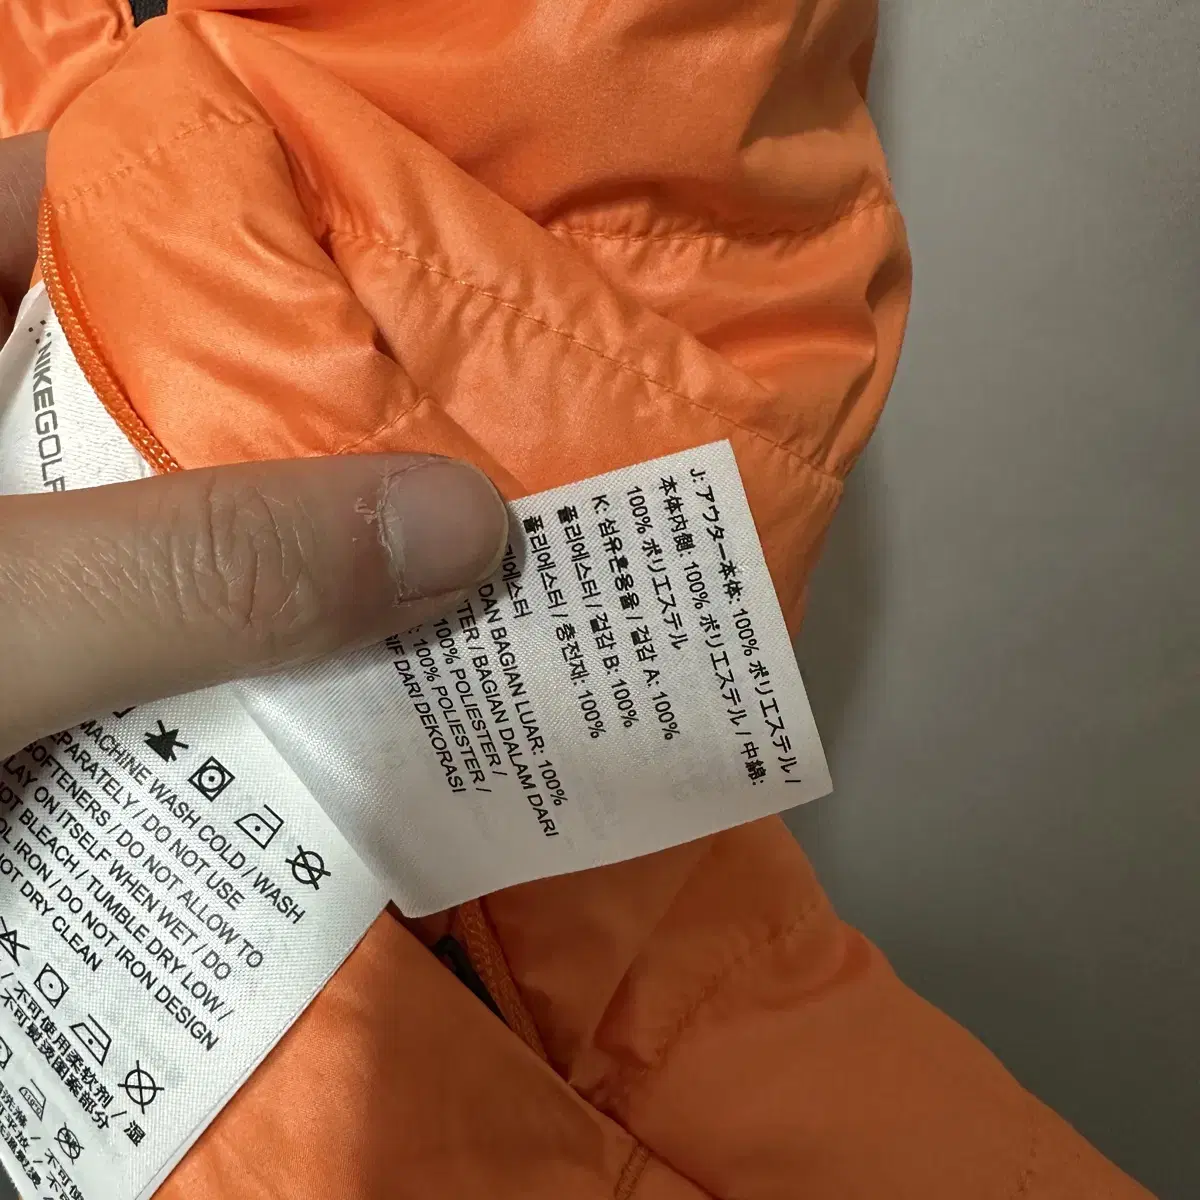 NIKEGOLF
J: アウター本体: 100% ポリエステル /
本体内側: 100% ポリエステル / 中綿:
100% ポリエステル
K: 섬유혼용율 / 겉감 A: 100%
폴리에스터 / 겉감 B: 100%
폴리에스터 / 충전재: 100%
에스터
DAN BAGIAN LUAR: 100%
/ BAGIAN DALAM DARI
100% POLIESTER /
100% POLIESTER /
DARI DEKORASI
MACHINE WASH COLD / WASH
SEPARATELY / DO NOT USE
SOFTENERS / DO NOT ALLOW TO
LAY ON ITSELF WHEN WET / DO
NOT BLEACH / TUMBLE DRY LOW /
IRON / DO NOT IRON DESIGN
NOT DRY CLEAN
/ 不可使用柔软剂 / 湿
不可熨烫图案部分